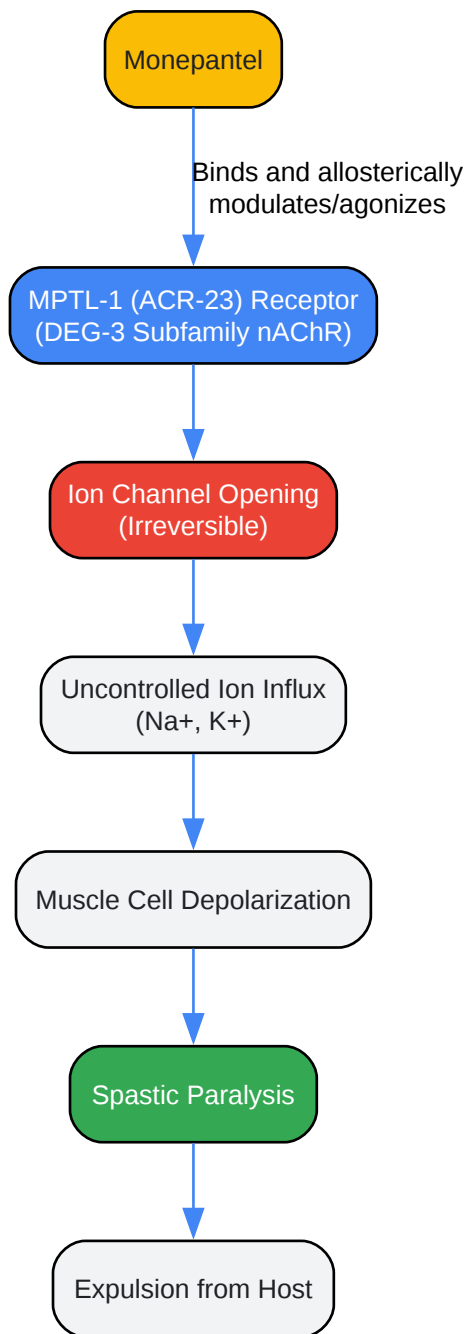 Monepantel
Binds and allosterically
modulates/agonizes
MPTL-1 (ACR-23) Receptor
(DEG-3 Subfamily nAChR)
Ion Channel Opening
(Irreversible)
Uncontrolled Ion Influx
(Na+, K+)
Muscle Cell Depolarization
Spastic Paralysis
Expulsion from Host